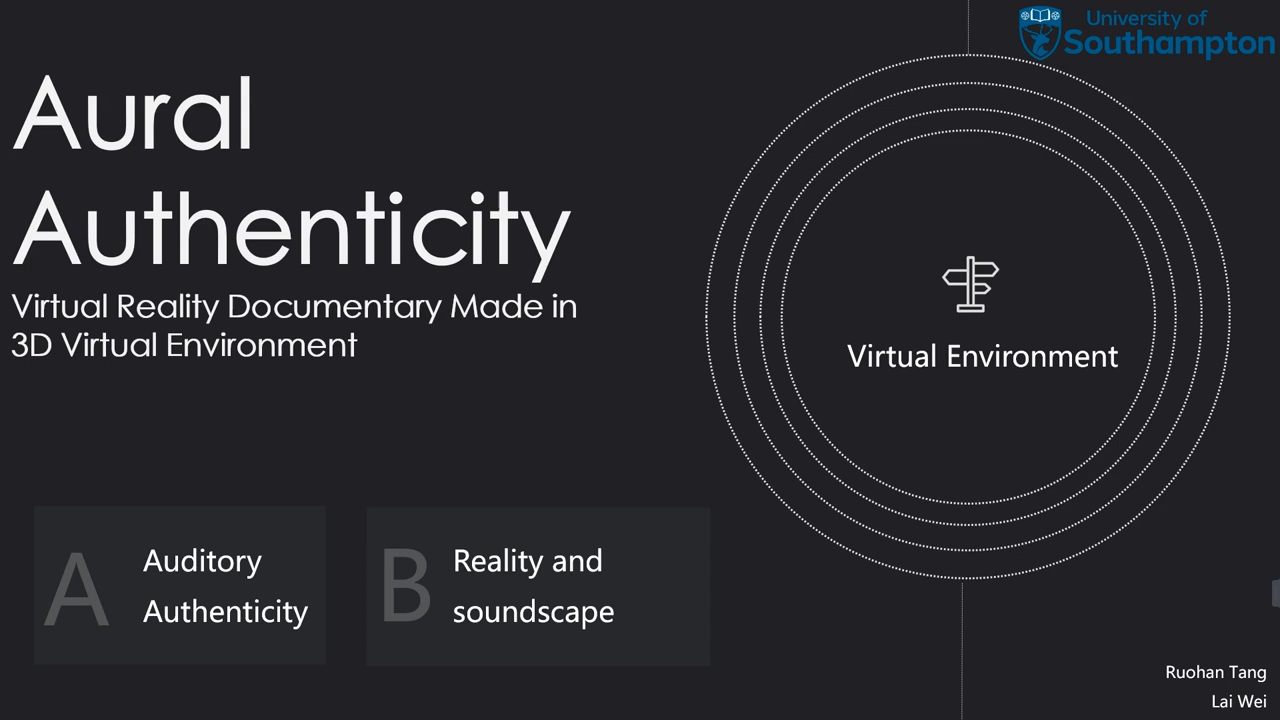 University of
Southampton
Aural
Authenticity
Virtual Reality Documentary Made in
3D Virtual Environment
Virtual Environment
A
Auditory
Authenticity
B
Reality and
soundscape
Ruohan Tang
Lai Wei